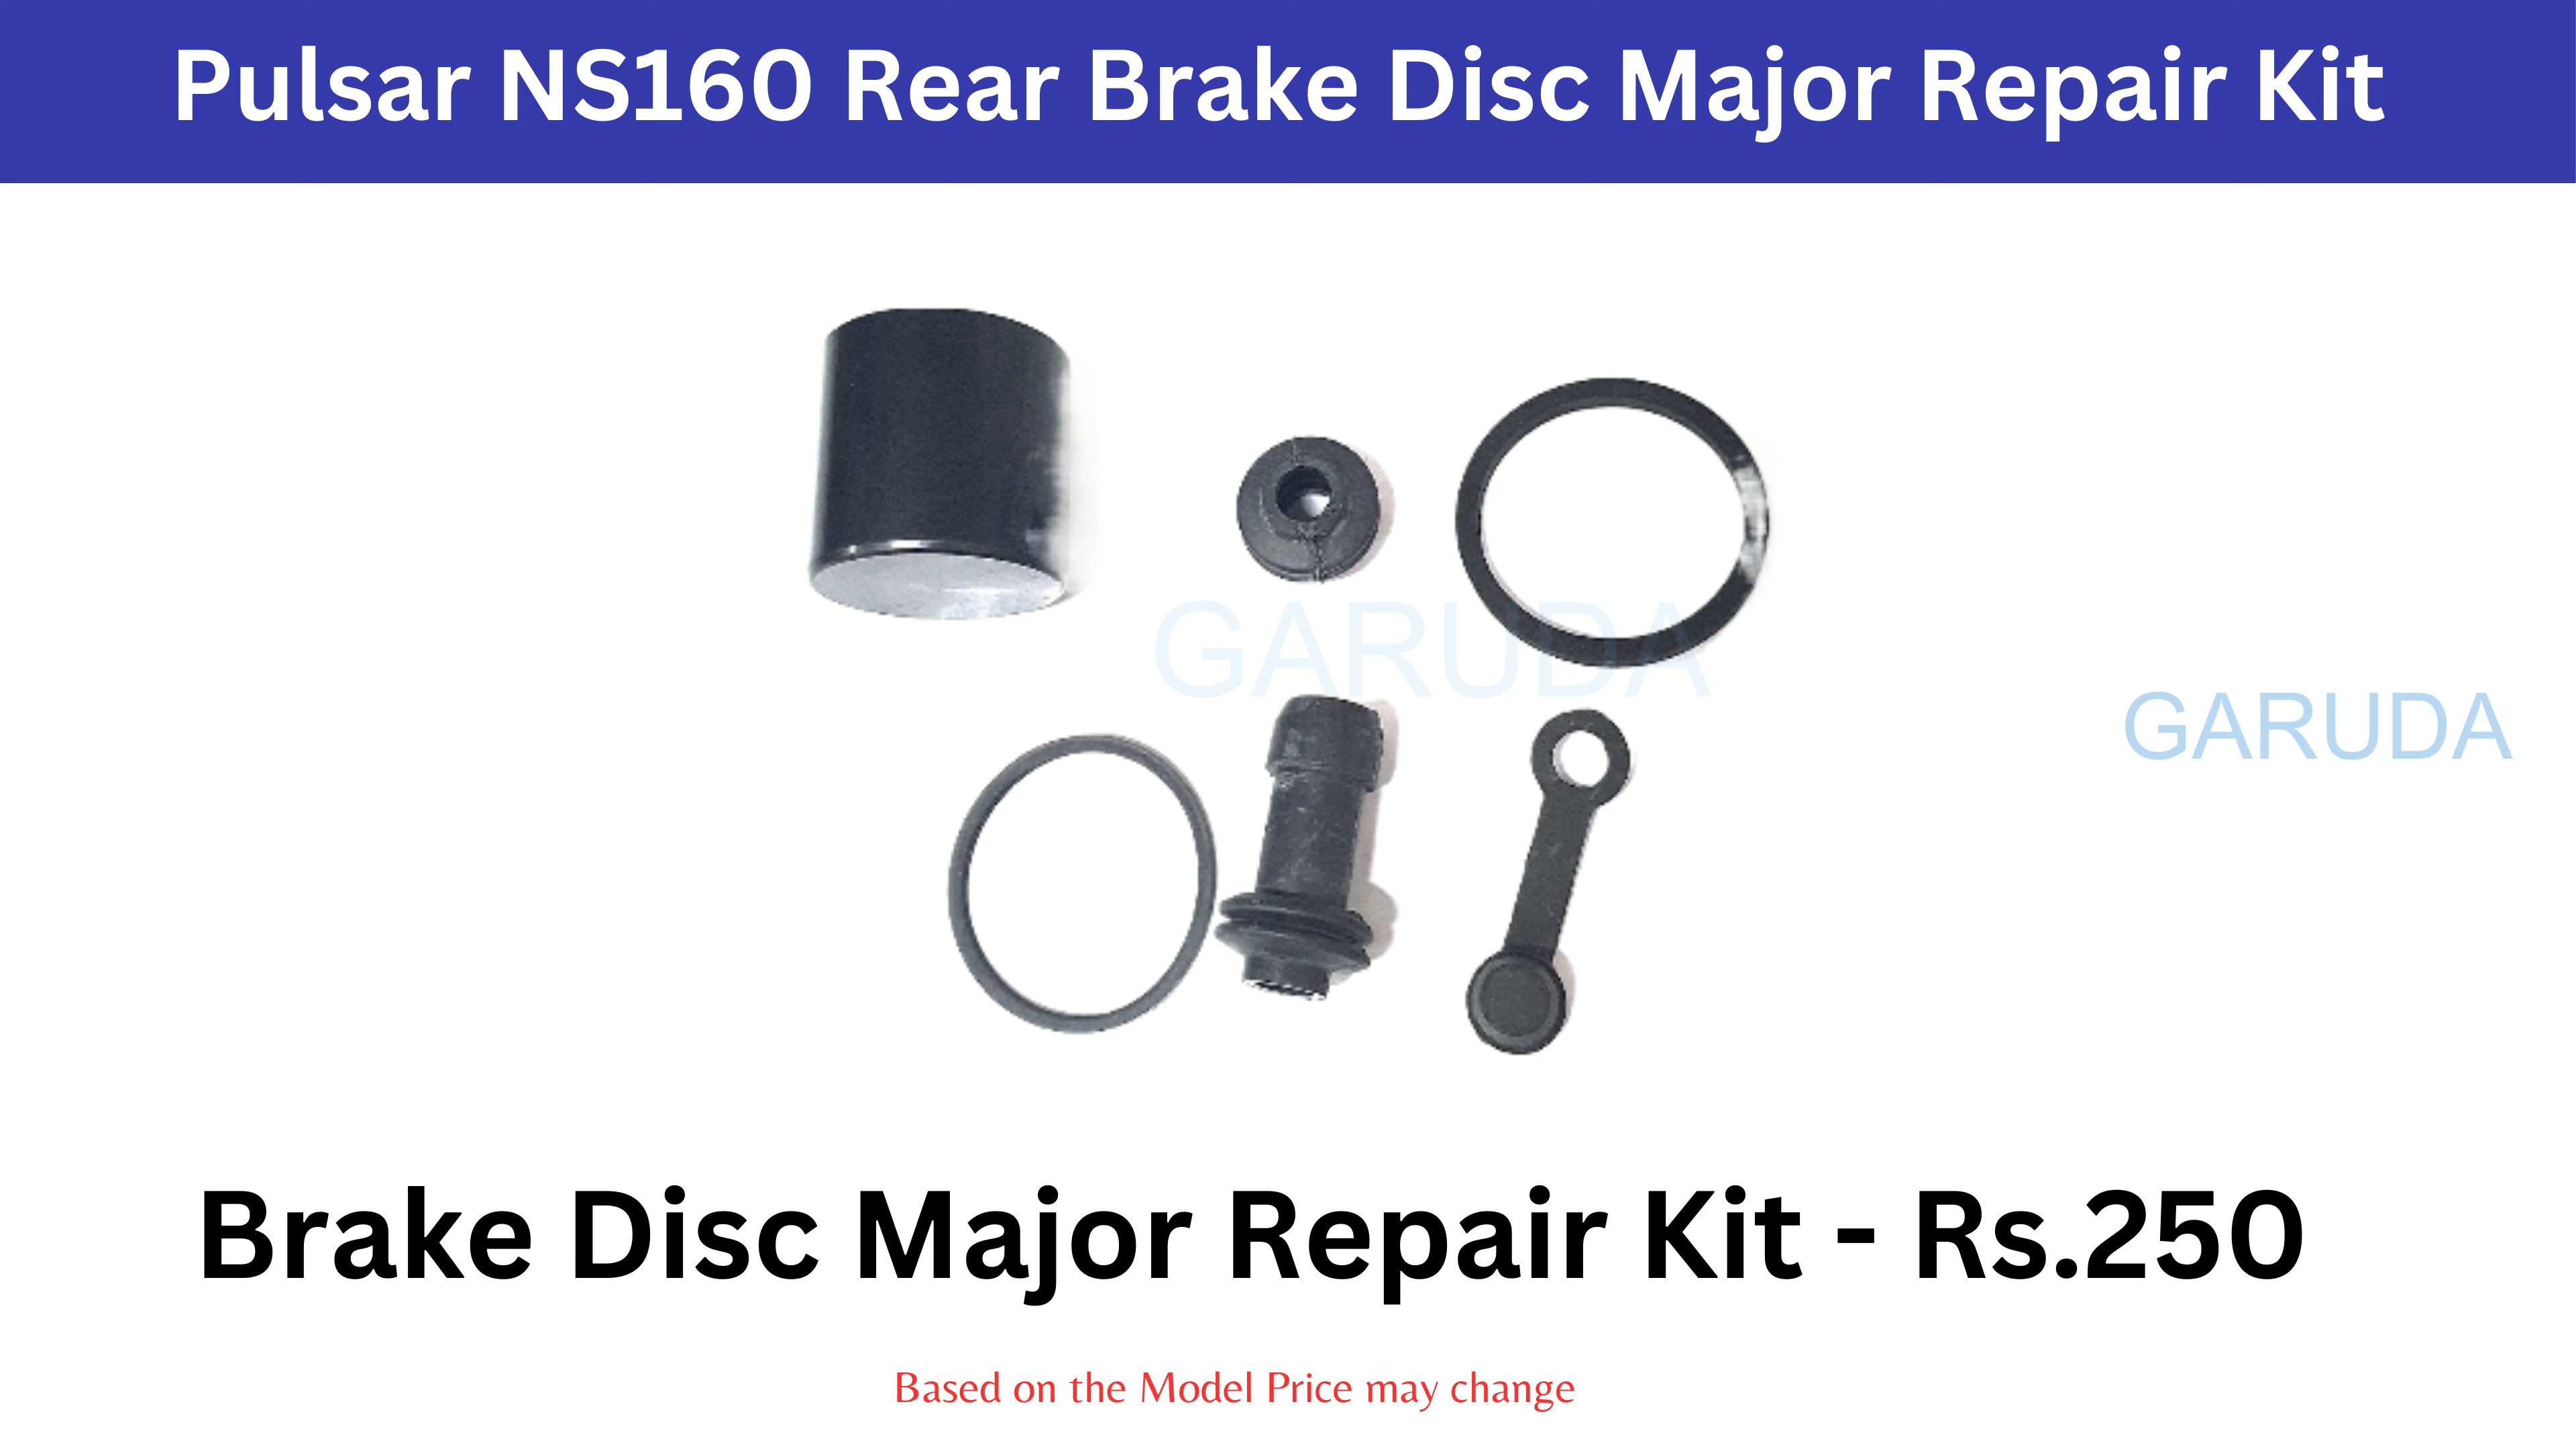 Pulsar NS160 Rear Brake Disc Major Repair Kit
GARUDA
GARUDA
Brake Disc Major Repair Kit - Rs.250
Based on the Model Price may change